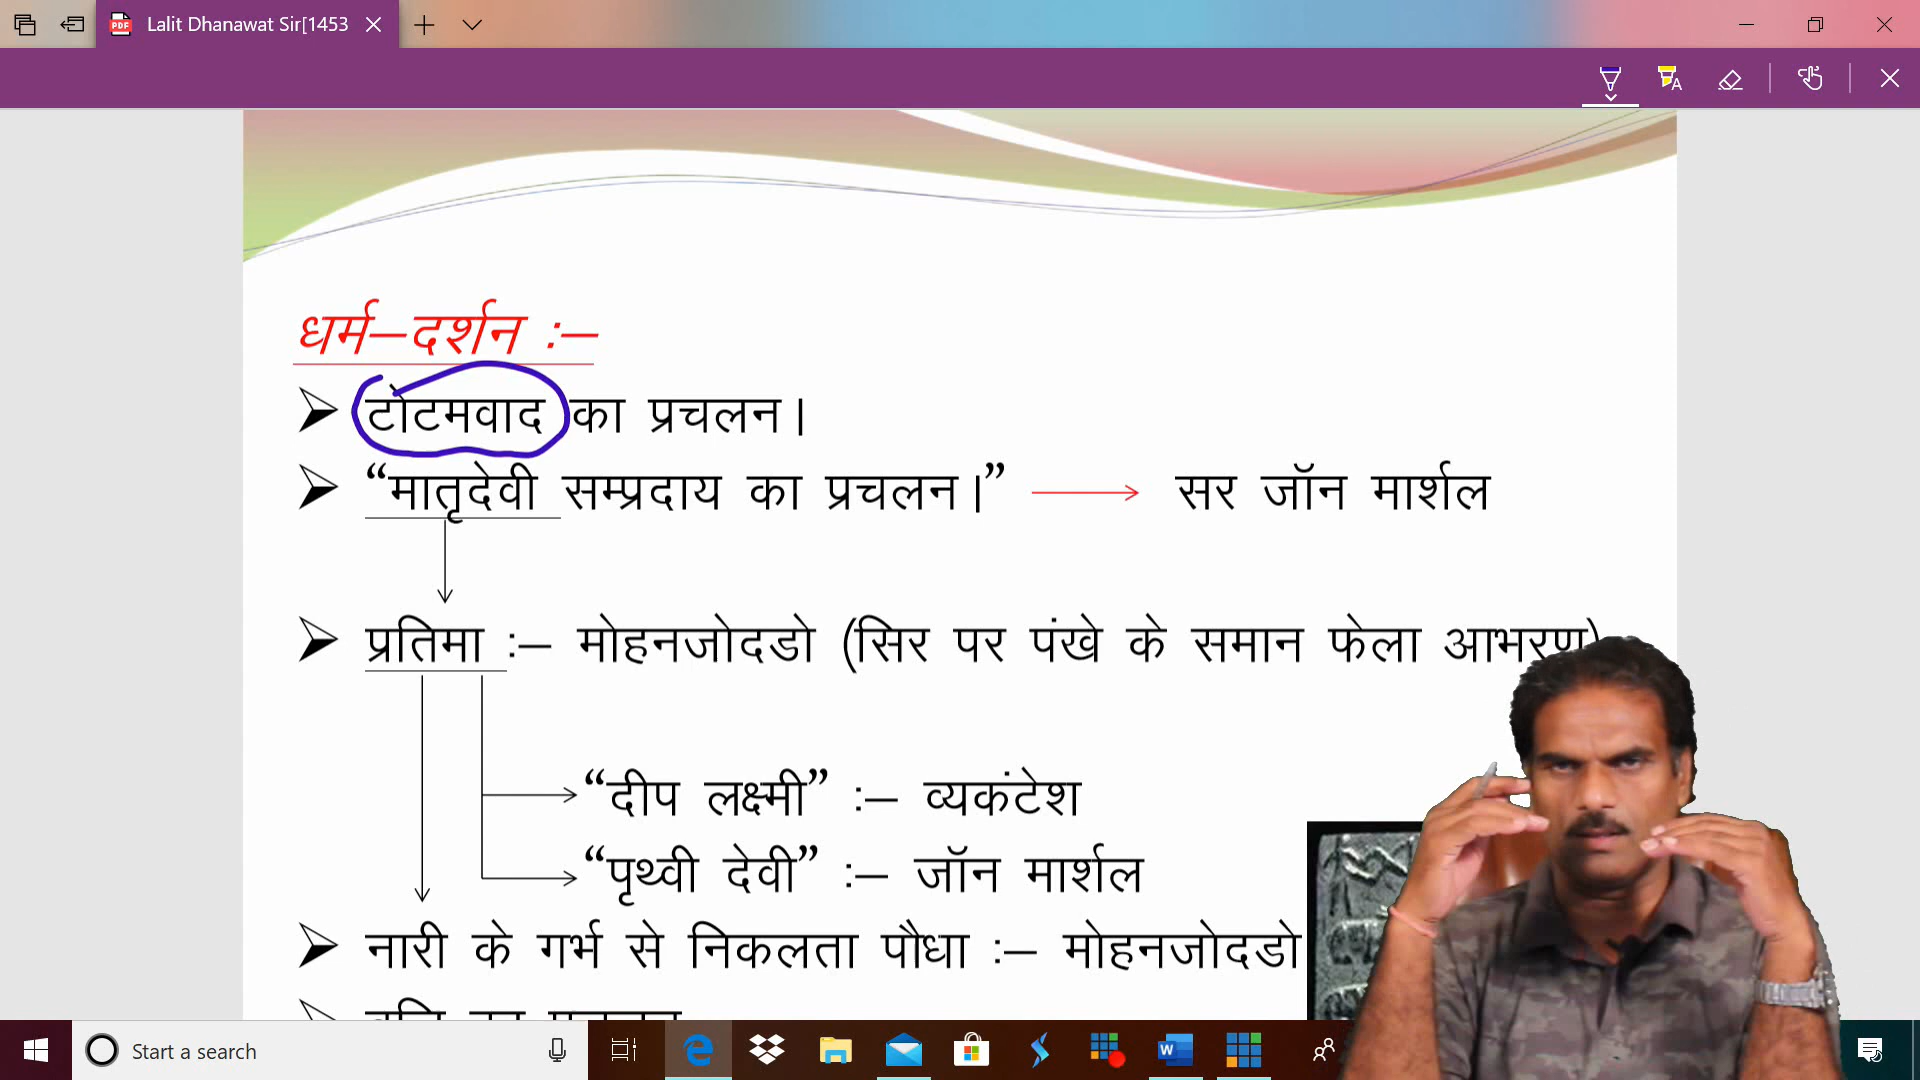 Lalit Dhanawat Sir[1453
धर्म–दर्शन :–
टोटमवाद का प्रचलन।
“मातृदेवी सम्प्रदाय का प्रचलन।” सर जॉन मार्शल
प्रतिमा :– मोहनजोदडो (सिर पर पंखे के समान फेला आभरण)
“दीप लक्ष्मी” :– व्यकंटेश
“पृथ्वी देवी” :– जॉन मार्शल
नारी के गर्भ से निकलता पौधा :– मोहनजोदडो
Start a search